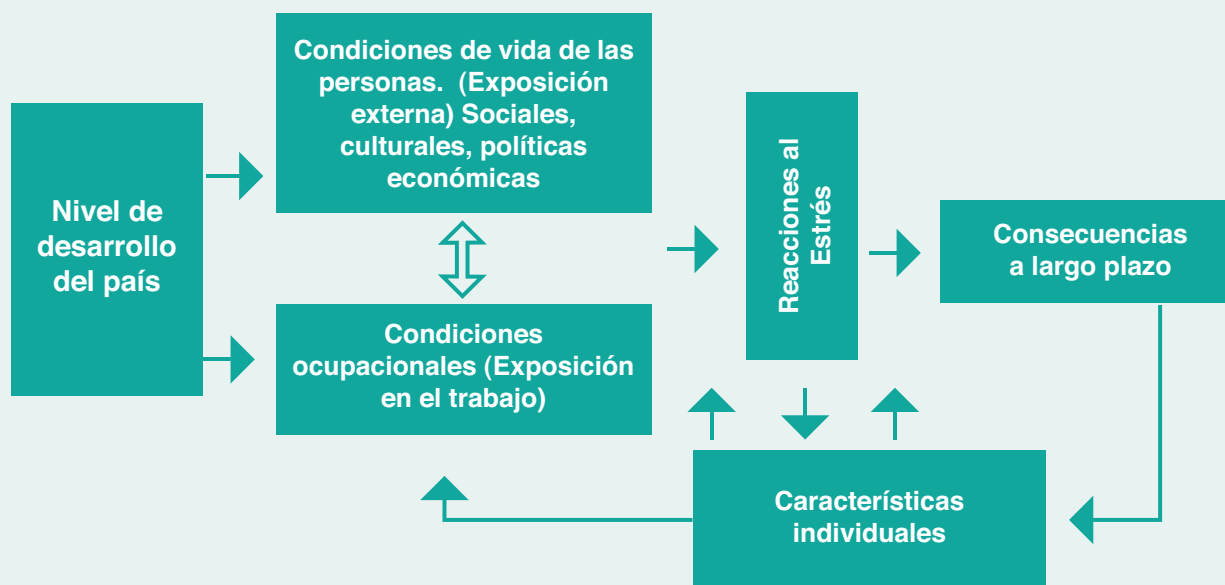 Nivel de
desarrollo
del país
Condiciones de vida de las
personas. (Exposición
externa) Sociales,
culturales, políticas
económicas
Condiciones
ocupacionales (Exposición
en el trabajo)
Reacciones al
Estrés
Consecuencias
a largo plazo
Características
individuales